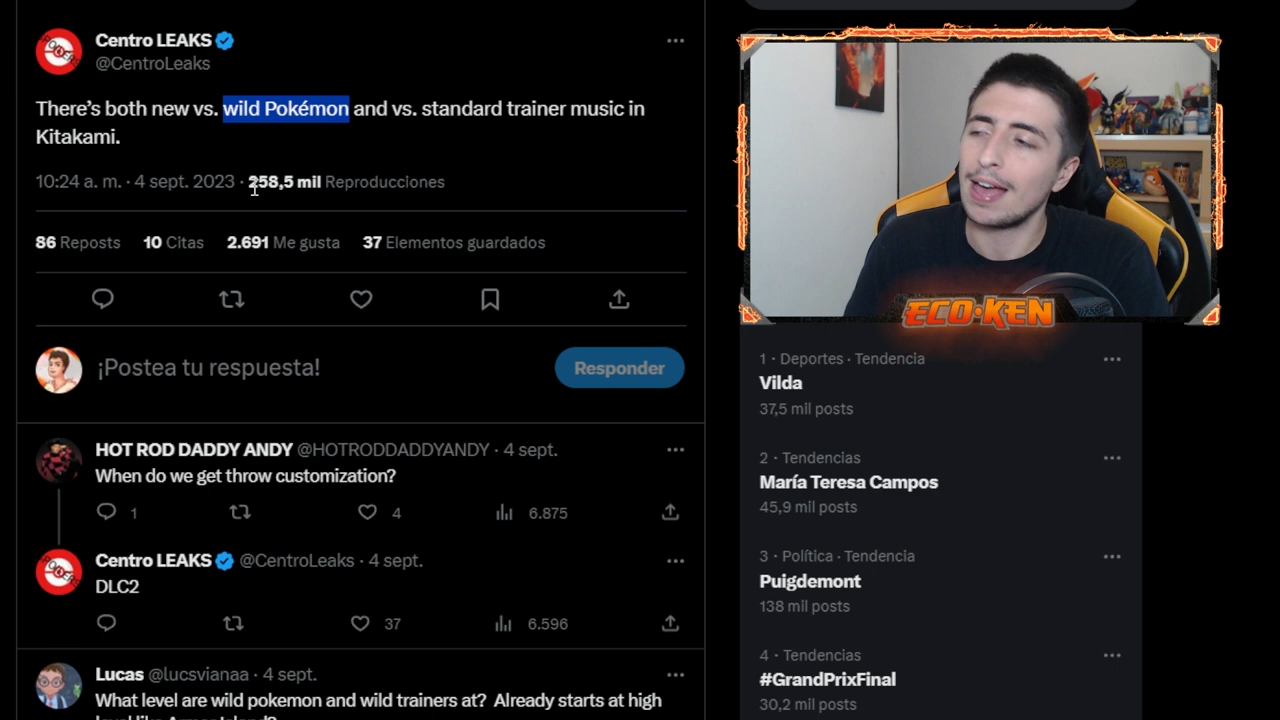 Centro LEAKS
@CentroLeaks
There's both new vs. wild Pokémon and vs. standard trainer music in
Kitakami.
10:24 a. m. · 4 sept. 2023 · 258,5 mil Reproducciones
86 Reposts 10 Citas 2.691 Me gusta 37 Elementos guardados
¡Postea tu respuesta!
Responder
HOT ROD DADDY ANDY @HOTRODDADDYANDY · 4 sept.
When do we get throw customization?
1 4 6.875
Centro LEAKS @CentroLeaks · 4 sept.
DLC2
37 6.596
Lucas @lucsvianaa · 4 sept.
What level are wild pokemon and wild trainers at? Already starts at high
ECO·KEN
1 · Deportes · Tendencia
Vilda
37,5 mil posts
2 · Tendencias
María Teresa Campos
45,9 mil posts
3 · Política · Tendencia
Puigdemont
138 mil posts
4 · Tendencias
#GrandPrixFinal
30,2 mil posts